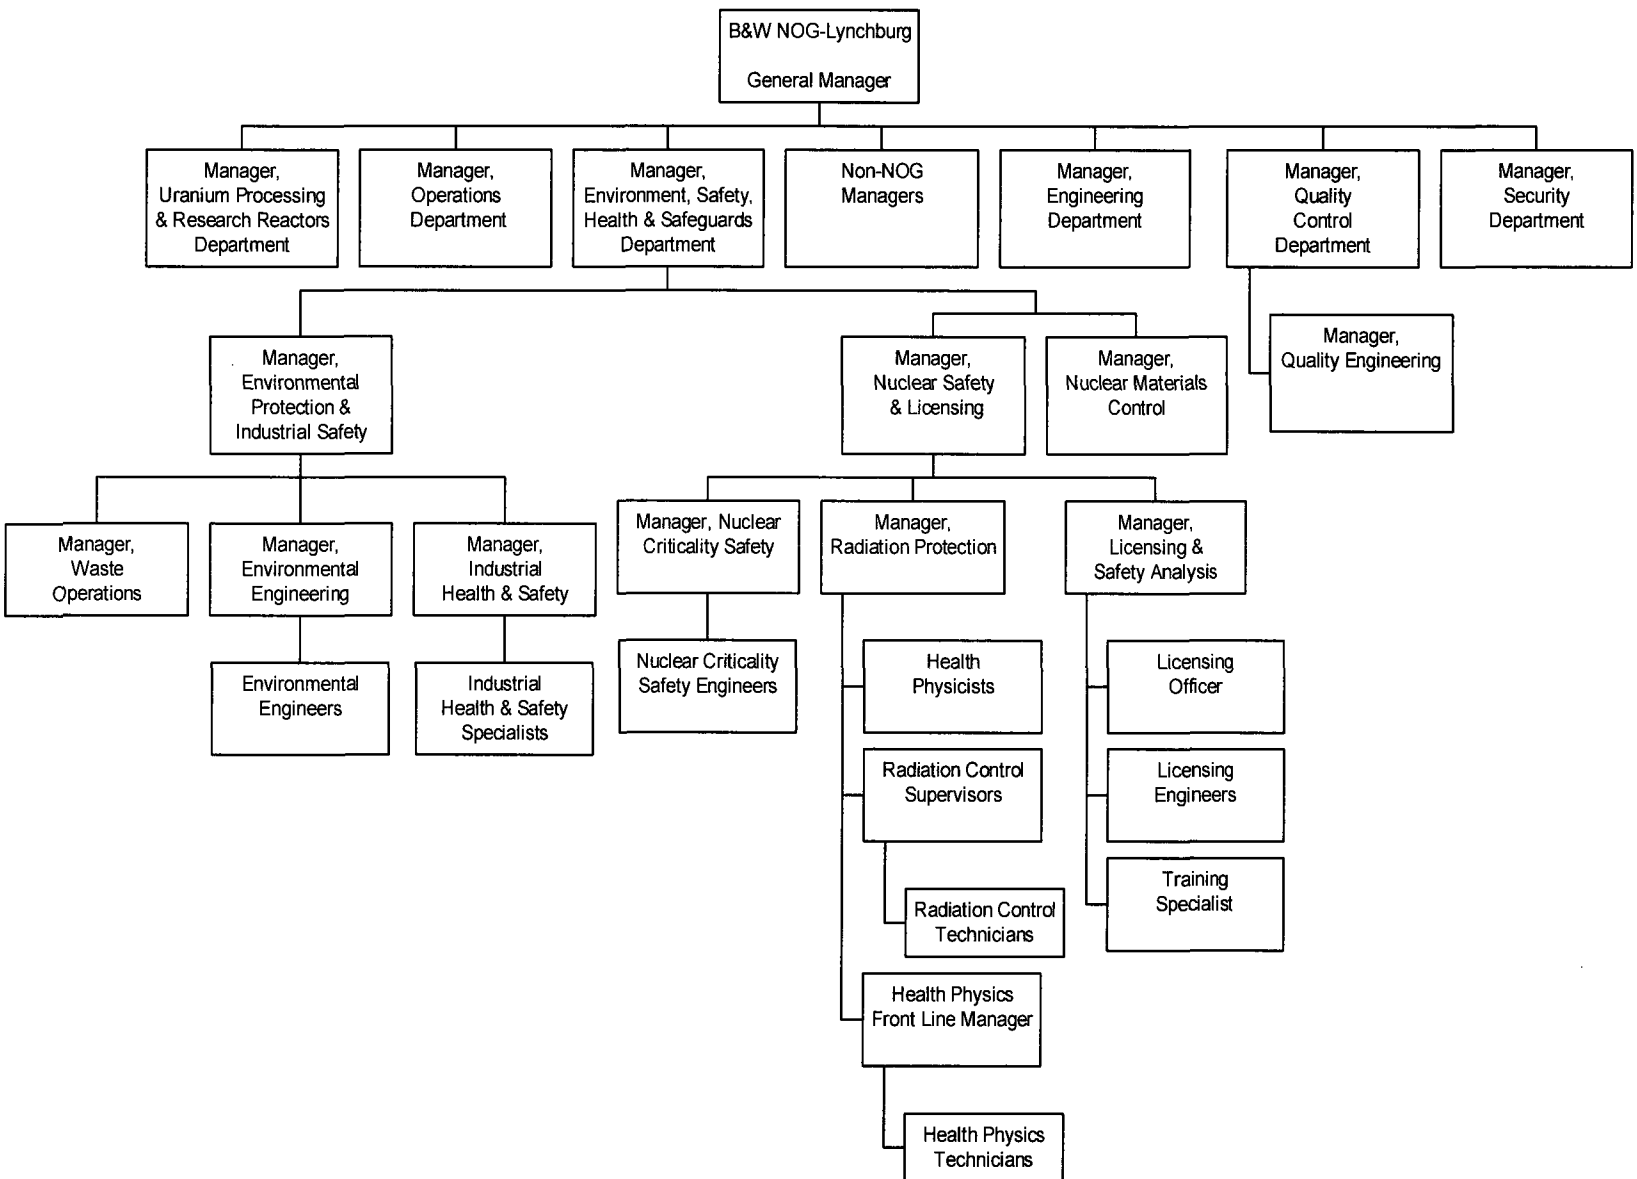 B&W NOG-Lynchburg
General Manager
Manager,
Uranium Processing
& Research Reactors
Department
Manager,
Operations
Department
Manager,
Environment, Safety,
Health & Safeguards
Department
Non-NOG
Managers
Manager,
Engineering
Department
Manager,
Quality
Control
Department
Manager,
Security
Department
Manager,
Quality Engineering
Manager,
Environmental
Protection &
Industrial Safety
Manager,
Nuclear Safety
& Licensing
Manager,
Nuclear Materials
Control
Manager,
Waste
Operations
Manager,
Environmental
Engineering
Manager,
Industrial
Health & Safety
Manager, Nuclear
Criticality Safety
Manager,
Radiation Protection
Manager,
Licensing &
Safety Analysis
Environmental
Engineers
Industrial
Health & Safety
Specialists
Nuclear Criticality
Safety Engineers
Health
Physicists
Licensing
Officer
Radiation Control
Supervisors
Licensing
Engineers
Training
Specialist
Radiation Control
Technicians
Health Physics
Front Line Manager
Health Physics
Technicians